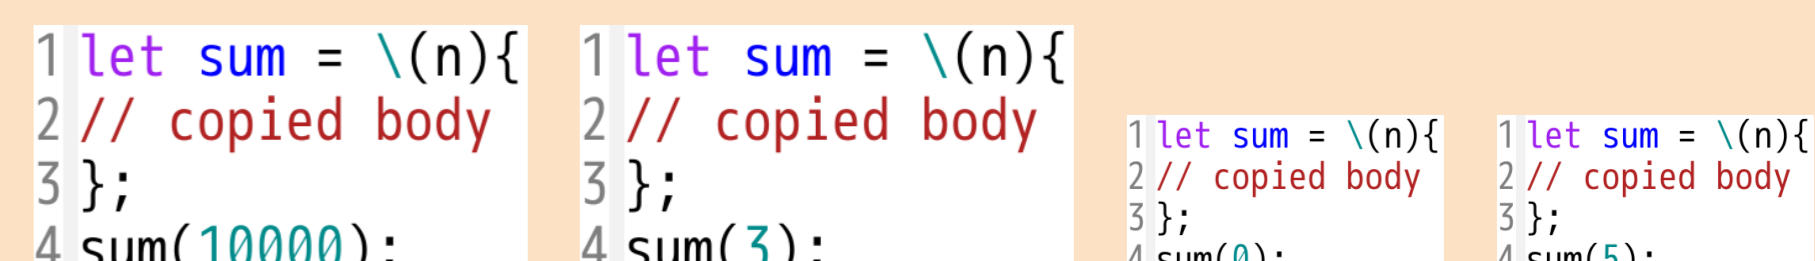 1 let sum = \(n){
2 // copied body
3 };
4 sum(10000);
1 let sum = \(n){
2 // copied body
3 };
4 sum(3);
1 let sum = \(n){
2 // copied body
3 };
4 sum(0);
1 let sum = \(n){
2 // copied body
3 };
4 sum(5);